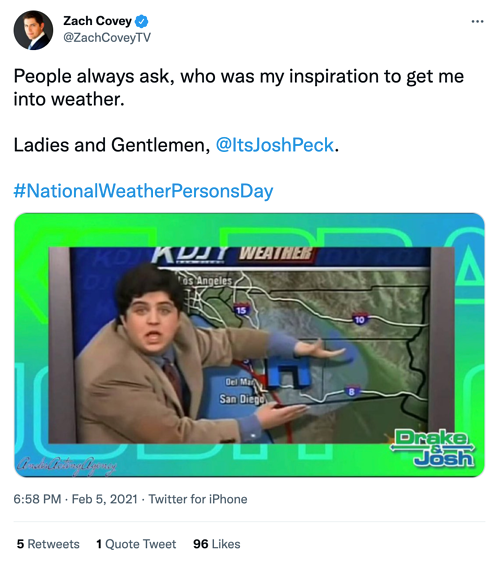 Zach Covey
@ZachCoveyTV
People always ask, who was my inspiration to get me
into weather.
Ladies and Gentlemen, @ItsJoshPeck.
#NationalWeatherPersonsDay
KDJY WEATHER
Los Angeles
15
10
Del Mar
San Diego
8
Drake
&
Josh
6:58 PM · Feb 5, 2021 · Twitter for iPhone
5 Retweets 1 Quote Tweet 96 Likes